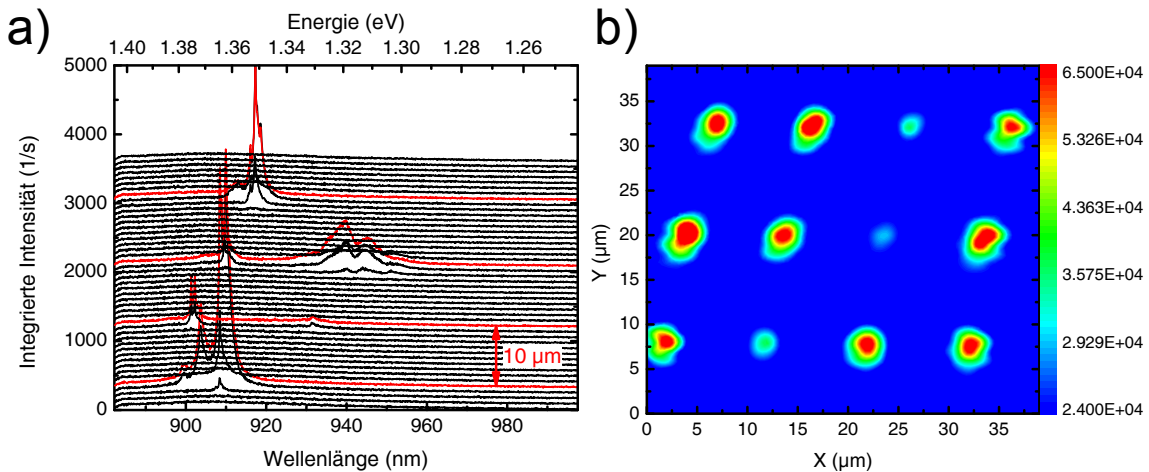 a)
Energie (eV)
1.40 1.38 1.36 1.34 1.32 1.30 1.28 1.26
Integrierte Intensität (1/s)
5000
4000
3000
2000
1000
0
10 µm
900 920 940 960 980
Wellenlänge (nm)
b)
Y (µm)
35
30
25
20
15
10
5
0
0 5 10 15 20 25 30 35
X (µm)
6.500E+04
5.326E+04
4.363E+04
3.575E+04
2.929E+04
2.400E+04